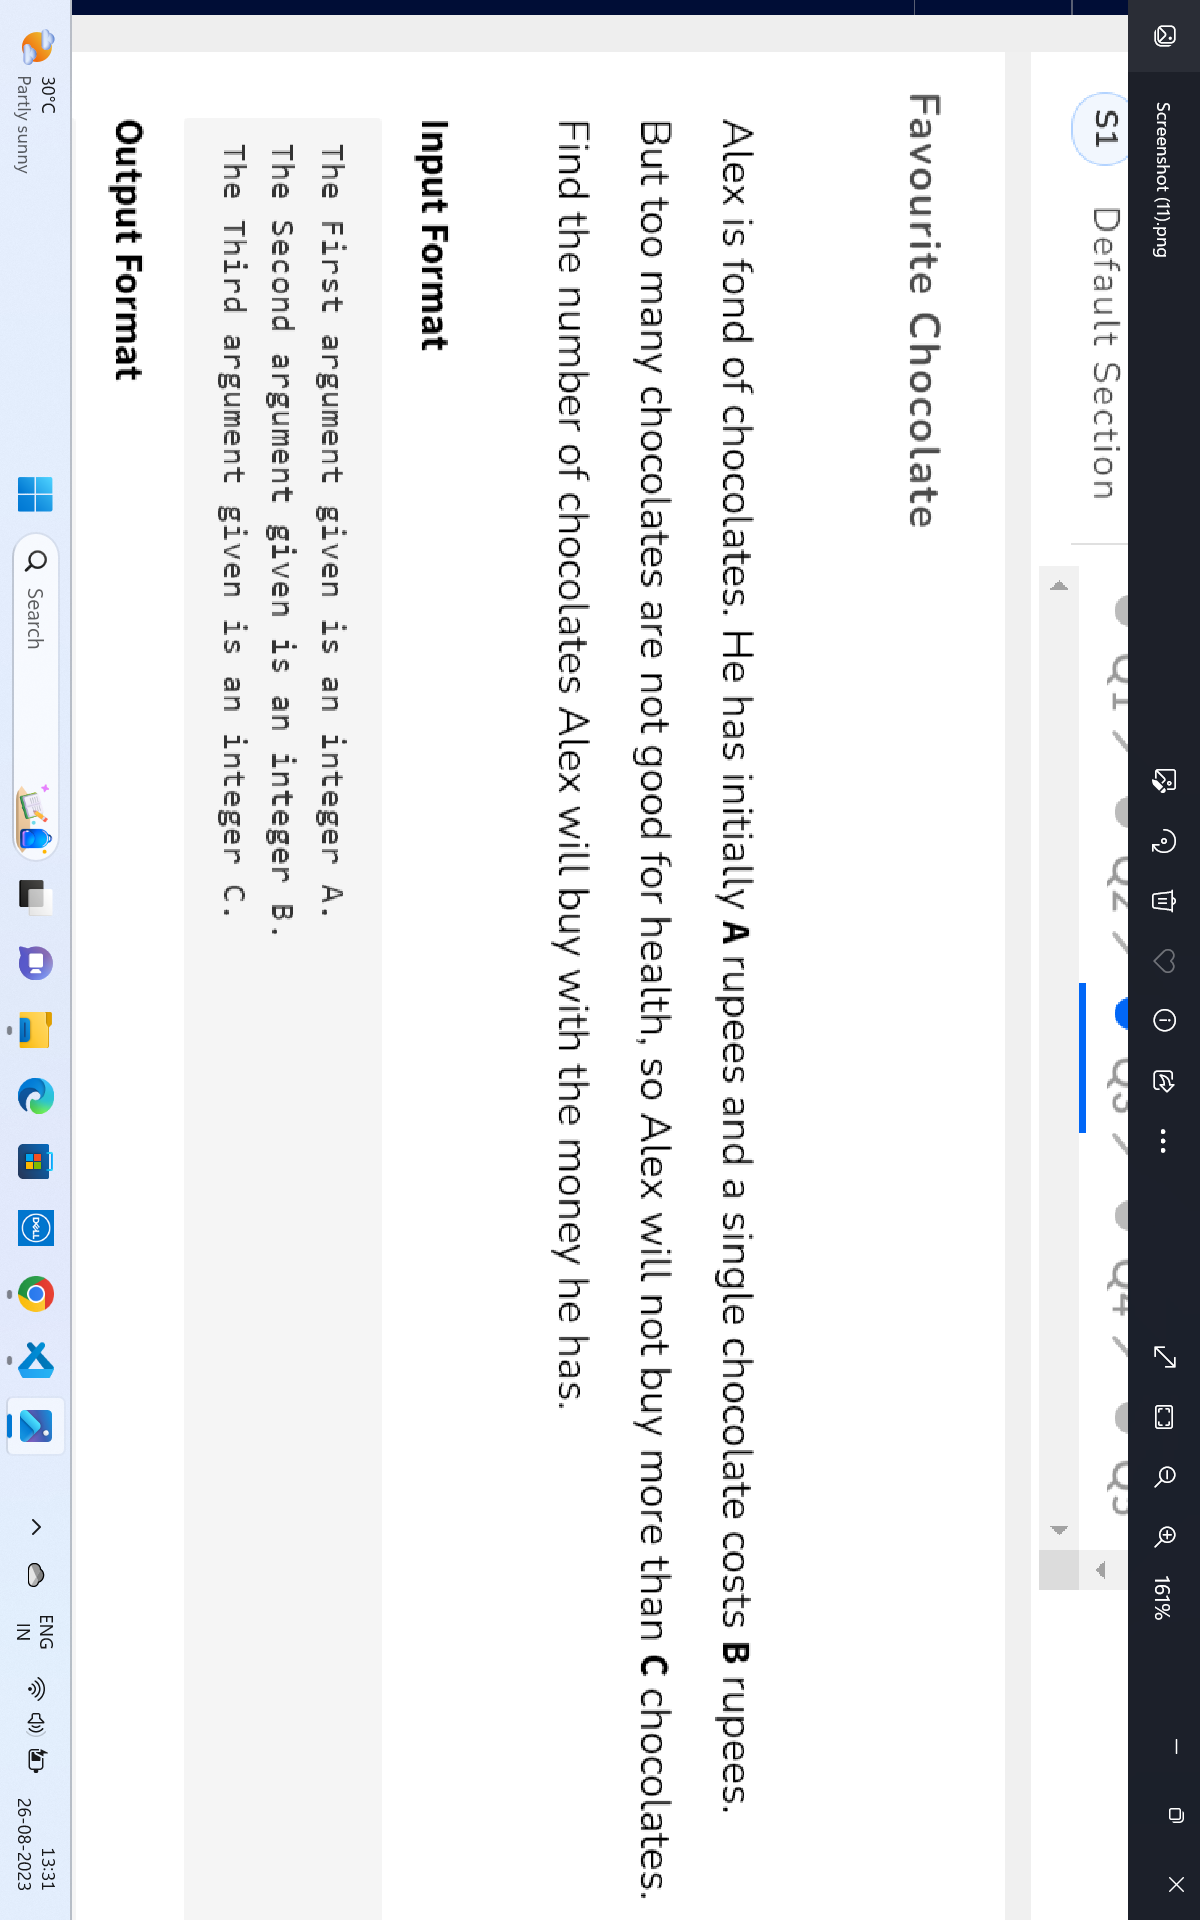 Screenshot (11).png
161%
S1 Default Section
Q1
Q2
Q3
Q4
Q5
Favourite Chocolate
Alex is fond of chocolates. He has initially A rupees and a single chocolate costs B rupees.
But too many chocolates are not good for health, so Alex will not buy more than C chocolates.
Find the number of chocolates Alex will buy with the money he has.
Input Format
The First argument given is an integer A.
The Second argument given is an integer B.
The Third argument given is an integer C.
Output Format
30°C
Partly sunny
Search
DELL
ENG
IN
13:31
26-08-2023